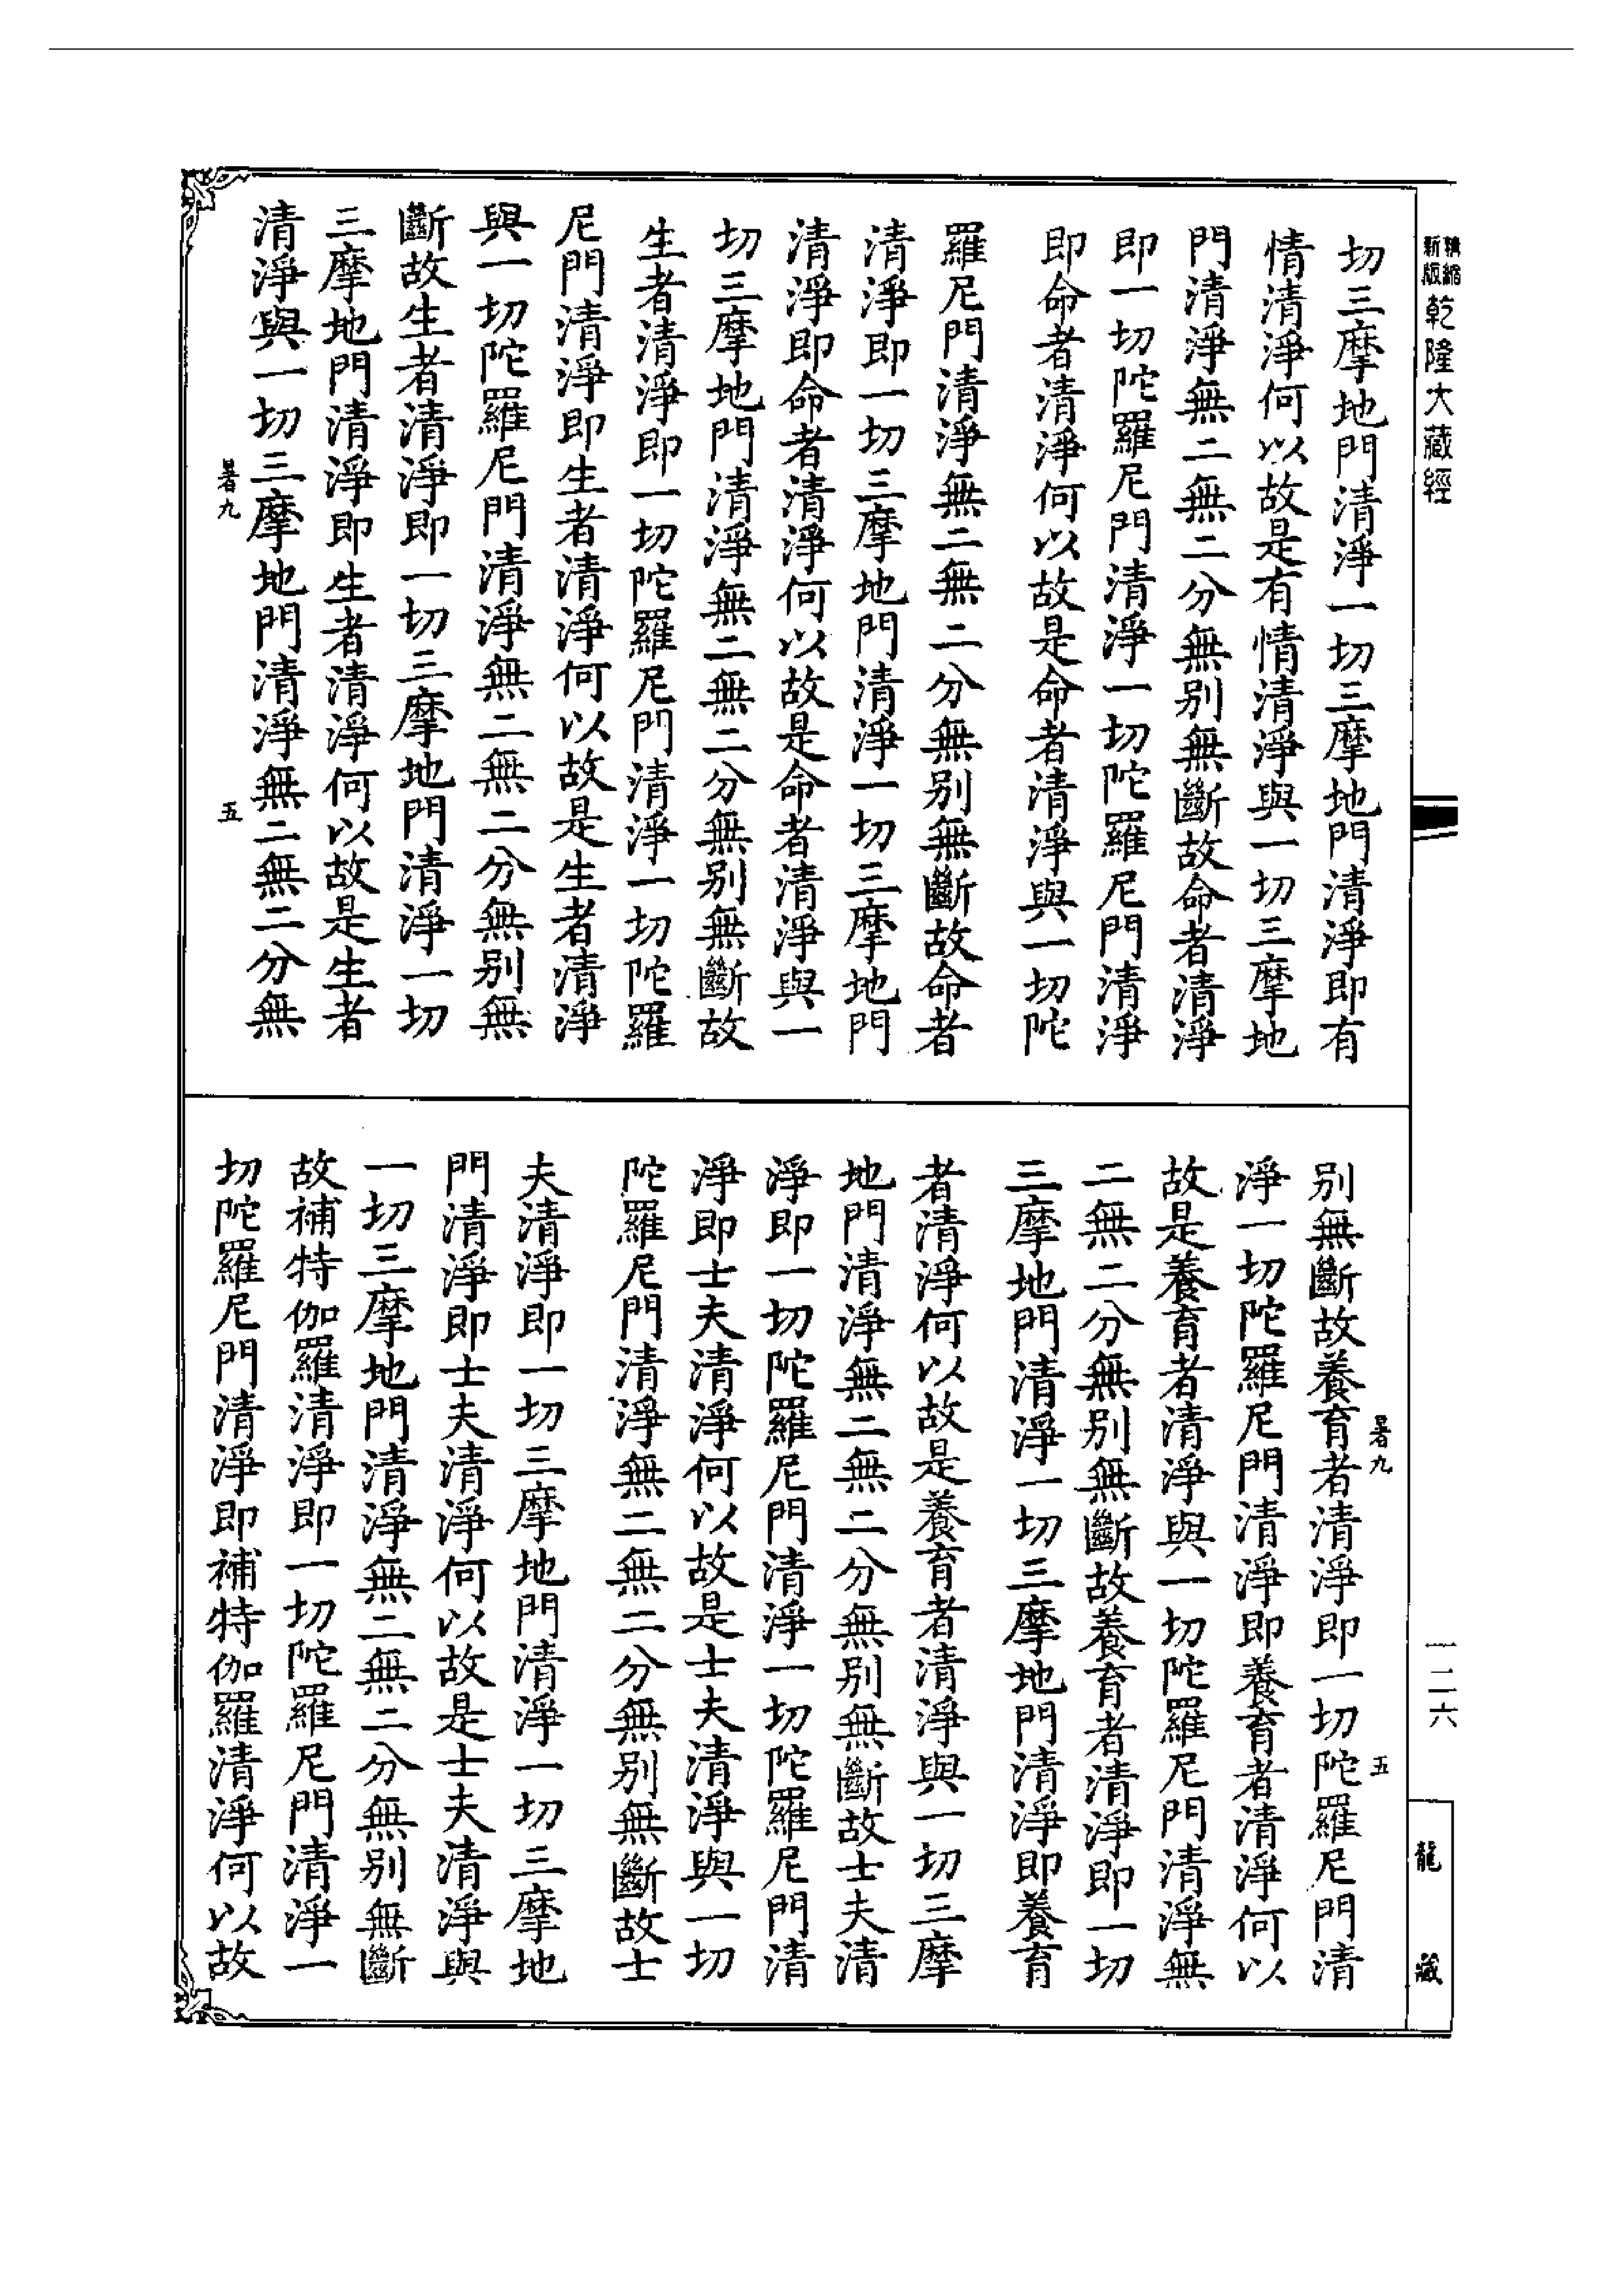 精縮
新版
乾隆大藏經
切三摩地門清淨一切三摩地門清淨即有
情清淨何以故是有情清淨與一切三摩地
門清淨無二無二分無別無斷故命者清淨
即一切陀羅尼門清淨一切陀羅尼門清淨
即命者清淨何以故是命者清淨與一切陀
羅尼門清淨無二無二分無別無斷故命者
清淨即一切三摩地門清淨一切三摩地門
清淨即命者清淨何以故是命者清淨與一
切三摩地門清淨無二無二分無別無斷故
生者清淨即一切陀羅尼門清淨一切陀羅
尼門清淨即生者清淨何以故是生者清淨
與一切陀羅尼門清淨無二無二分無別無
斷故生者清淨即一切三摩地門清淨一切
三摩地門清淨即生者清淨何以故是生者
清淨與一切三摩地門清淨無二無二分無
暑九
五
別無斷故養育者清淨即一切陀羅尼門清
淨一切陀羅尼門清淨即養育者清淨何以
故是養育者清淨與一切陀羅尼門清淨無
二無二分無別無斷故養育者清淨即一切
三摩地門清淨一切三摩地門清淨即養育
者清淨何以故是養育者清淨與一切三摩
地門清淨無二無二分無別無斷故士夫清
淨即一切陀羅尼門清淨一切陀羅尼門清
淨即士夫清淨何以故是士夫清淨與一切
陀羅尼門清淨無二無二分無別無斷故士
夫清淨即一切三摩地門清淨一切三摩地
門清淨即士夫清淨何以故是士夫清淨與
一切三摩地門清淨無二無二分無別無斷
故補特伽羅清淨即一切陀羅尼門清淨一
切陀羅尼門清淨即補特伽羅清淨何以故
暑九
五
一二六
龍藏